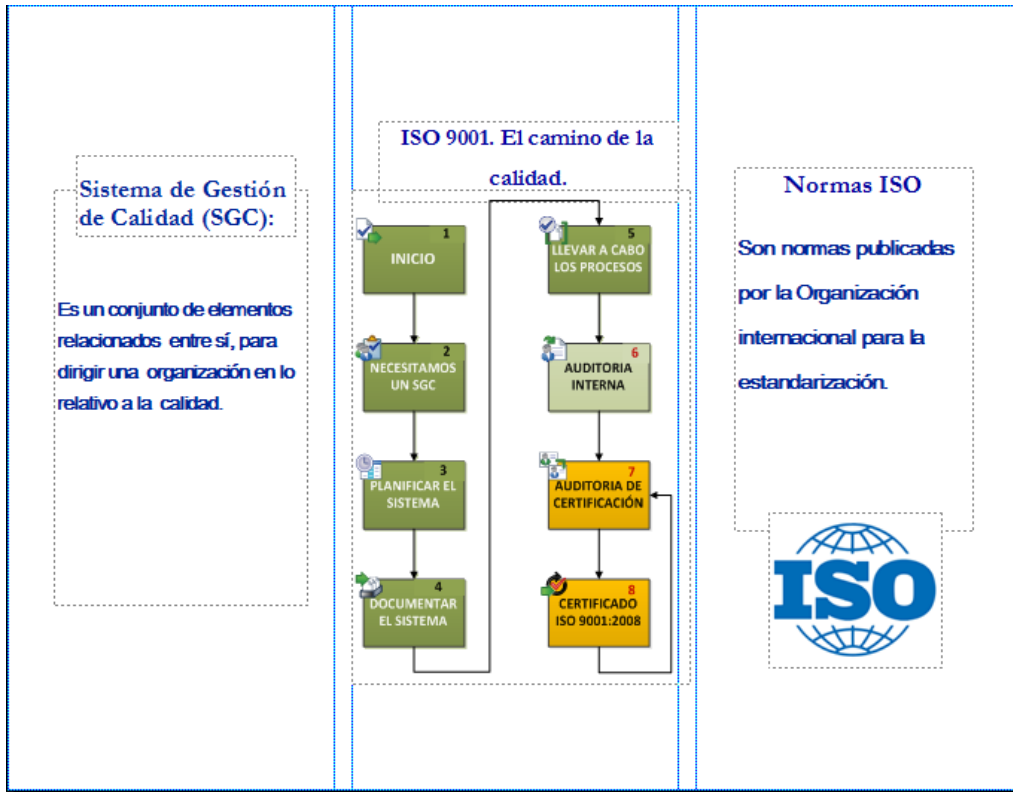 Sistema de Gestión
de Calidad (SGC):
Es un conjunto de elementos
relacionados entre sí, para
dirigir una organización en lo
relativo a la calidad.
ISO 9001. El camino de la
calidad.
1
INICIO
2
NECESITAMOS
UN SGC
3
PLANIFICAR EL
SISTEMA
4
DOCUMENTAR
EL SISTEMA
5
LLEVAR A CABO
LOS PROCESOS
6
AUDITORIA
INTERNA
7
AUDITORIA DE
CERTIFICACIÓN
8
CERTIFICADO
ISO 9001:2008
Normas ISO
Son normas publicadas
por la Organización
internacional para la
estandarización.
ISO